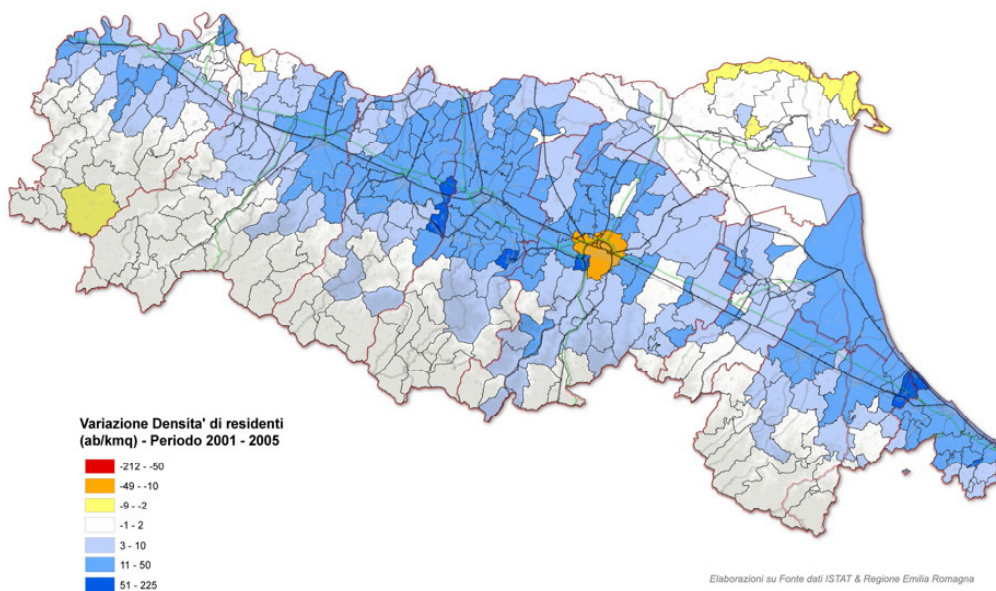 Variazione Densita' di residenti
(ab/kmq) - Periodo 2001 - 2005
-212 - -50
-49 - -10
-9 - -2
-1 - 2
3 - 10
11 - 50
51 - 225
Elaborazioni su Fonte dati ISTAT & Regione Emilia Romagna